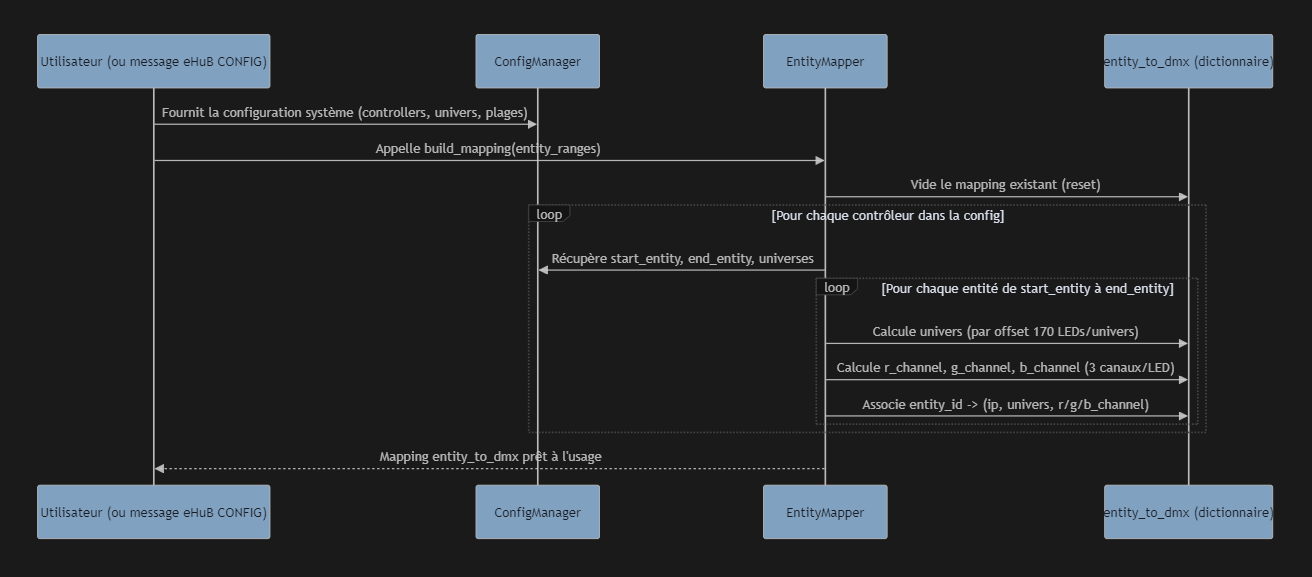 Utilisateur (ou message eHuB CONFIG)
ConfigManager
EntityMapper
entity_to_dmx (dictionnaire)
Fournit la configuration système (controllers, univers, plages)
Appelle build_mapping(entity_ranges)
Vide le mapping existant (reset)
loop
[Pour chaque contrôleur dans la config]
Récupère start_entity, end_entity, universes
loop
[Pour chaque entité de start_entity à end_entity]
Calcule univers (par offset 170 LEDs/univers)
Calcule r_channel, g_channel, b_channel (3 canaux/LED)
Associe entity_id -> (ip, univers, r/g/b_channel)
Mapping entity_to_dmx prêt à l'usage
Utilisateur (ou message eHuB CONFIG)
ConfigManager
EntityMapper
entity_to_dmx (dictionnaire)